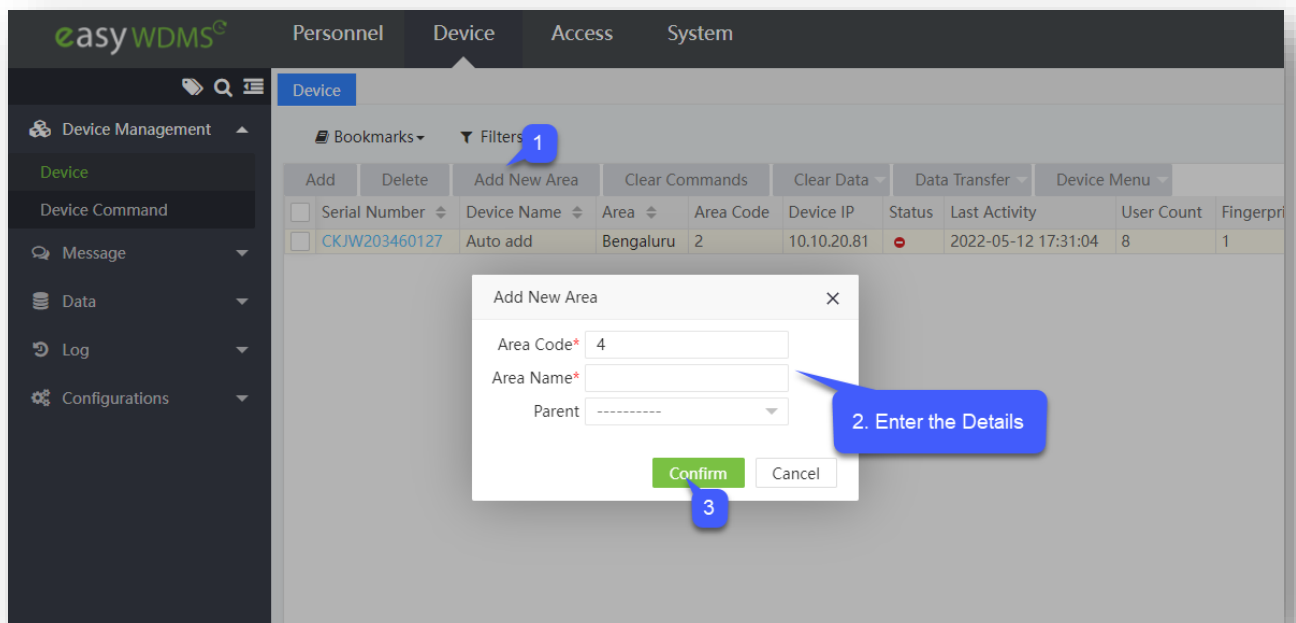 easy WDMS
Personnel Device Access System
Device
Device Management
Bookmarks Filters
1
Device
Add Delete Add New Area Clear Commands Clear Data Data Transfer Device Menu
Device Command
Serial Number Device Name Area Area Code Device IP Status Last Activity User Count Fingerpri
CKJW203460127 Auto add Bengaluru 2 10.10.20.81 2022-05-12 17:31:04 8 1
Message
Data
Log
Configurations
Add New Area
Area Code* 4
Area Name*
Parent ----------
2. Enter the Details
Confirm Cancel
3